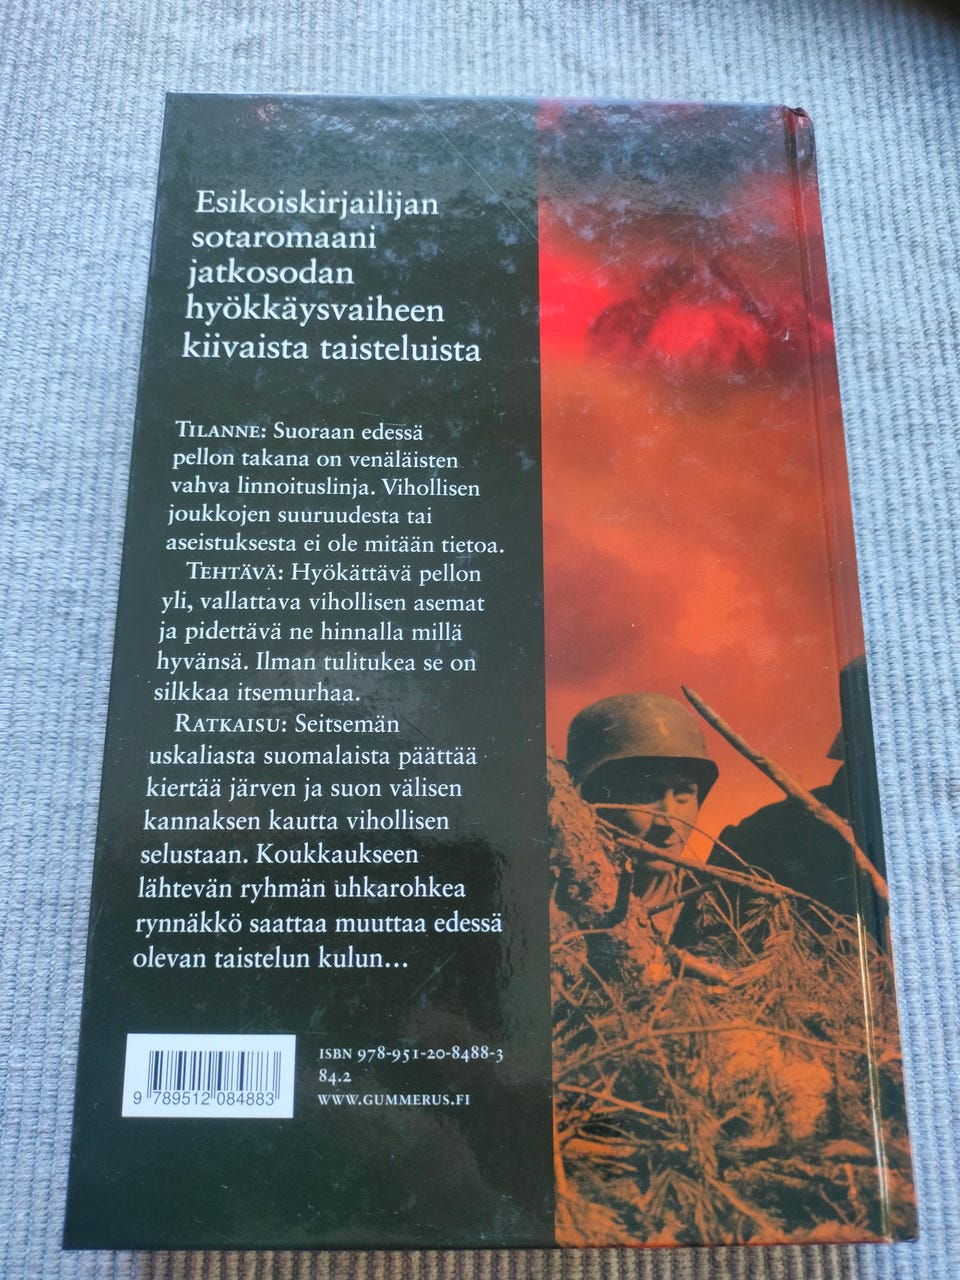 Esikoiskirjailijan
sotaromaani
jatkosodan
hyökkäysvaiheen
kiivaista taisteluista
TILANNE: Suoraan edessä
pellon takana on venäläisten
vahva linnoituslinja. Vihollisen
joukkojen suuruudesta tai
aseistuksesta ei ole mitään tietoa.
TEHTÄVÄ: Hyökättävä pellon
yli, vallattava vihollisen asemat
ja pidettävä ne hinnalla millä
hyvänsä. Ilman tulitukea se on
silkkaa itsemurhaa.
RATKAISU: Seitsemän
uskaliasta suomalaista päättää
kiertää järven ja suon välisen
kannaksen kautta vihollisen
selustaan. Koukkaukseen
lähtevän ryhmän uhkarohkea
rynnäkkö saattaa muuttaa edessä
olevan taistelun kulun...
ISBN 978-951-20-8488-3
84.2
WWW.GUMMERUS.FI
9 789512 084883